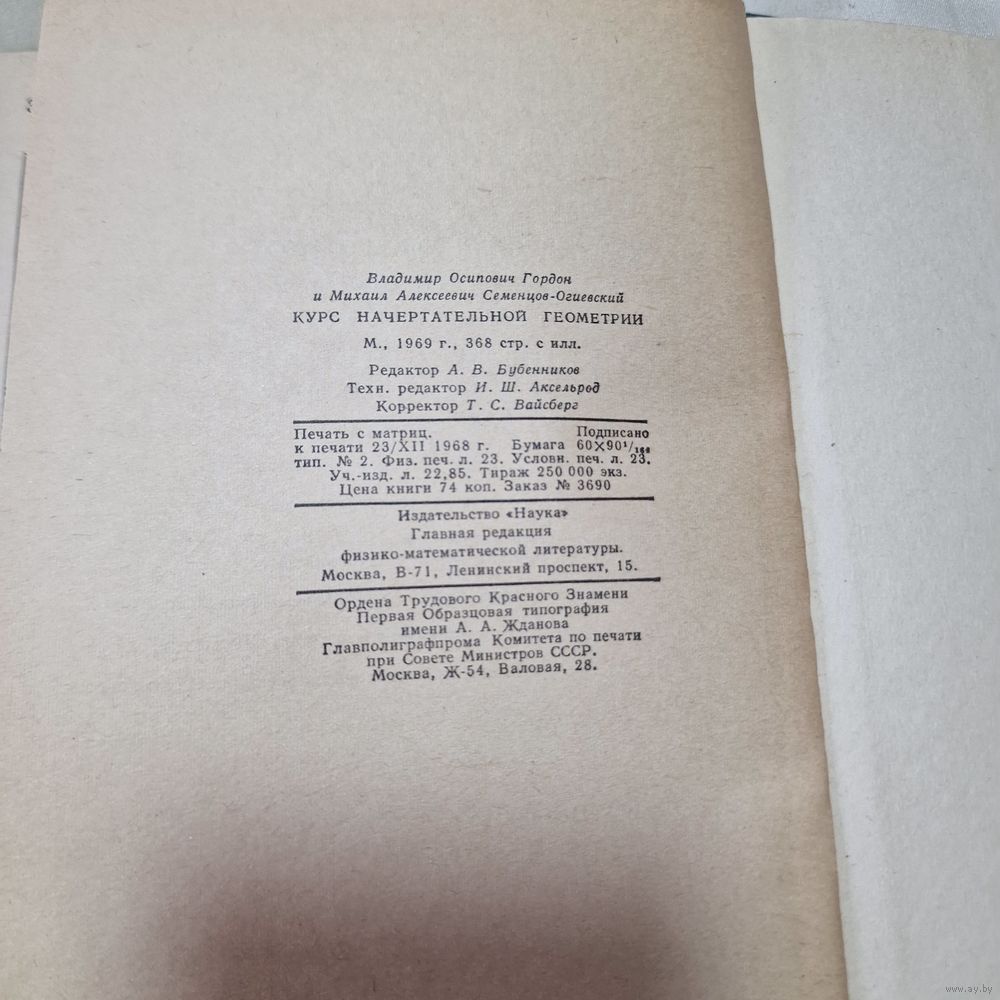 Владимир Осипович Гордон
и Михаил Алексеевич Семенцов-Огиевский
КУРС НАЧЕРТАТЕЛЬНОЙ ГЕОМЕТРИИ
М., 1969 г., 368 стр. с илл.
Редактор А. В. Бубенников
Техн. редактор И. Ш. Аксельрод
Корректор Т. С. Вайсберг
Печать с матриц. Подписано
к печати 23/XII 1968 г. Бумага 60×90¹/₁₆
тип. № 2. Физ. печ. л. 23. Условн. печ. л. 23.
Уч.-изд. л. 22,85. Тираж 250 000 экз.
Цена книги 74 коп. Заказ № 3690
Издательство «Наука»
Главная редакция
физико-математической литературы.
Москва, В-71, Ленинский проспект, 15.
Ордена Трудового Красного Знамени
Первая Образцовая типография
имени А. А. Жданова
Главполиграфпрома Комитета по печати
при Совете Министров СССР.
Москва, Ж-54, Валовая, 28.
www.ay.by